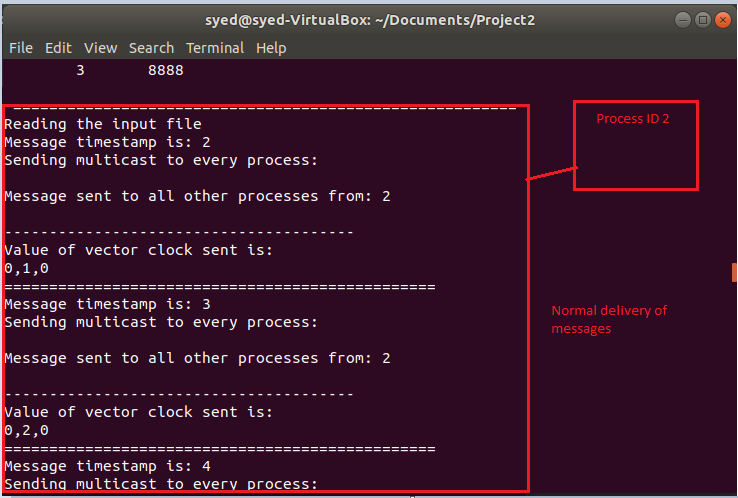 syed@syed-VirtualBox: ~/Documents/Project2
File Edit View Search Terminal Help
3 8888
=========================================================
Reading the input file
Message timestamp is: 2
Sending multicast to every process:
Message sent to all other processes from: 2
---------------------------------------
Value of vector clock sent is:
0,1,0
================================================
Message timestamp is: 3
Sending multicast to every process:
Message sent to all other processes from: 2
---------------------------------------
Value of vector clock sent is:
0,2,0
================================================
Message timestamp is: 4
Sending multicast to every process:
Process ID 2
Normal delivery of
messages